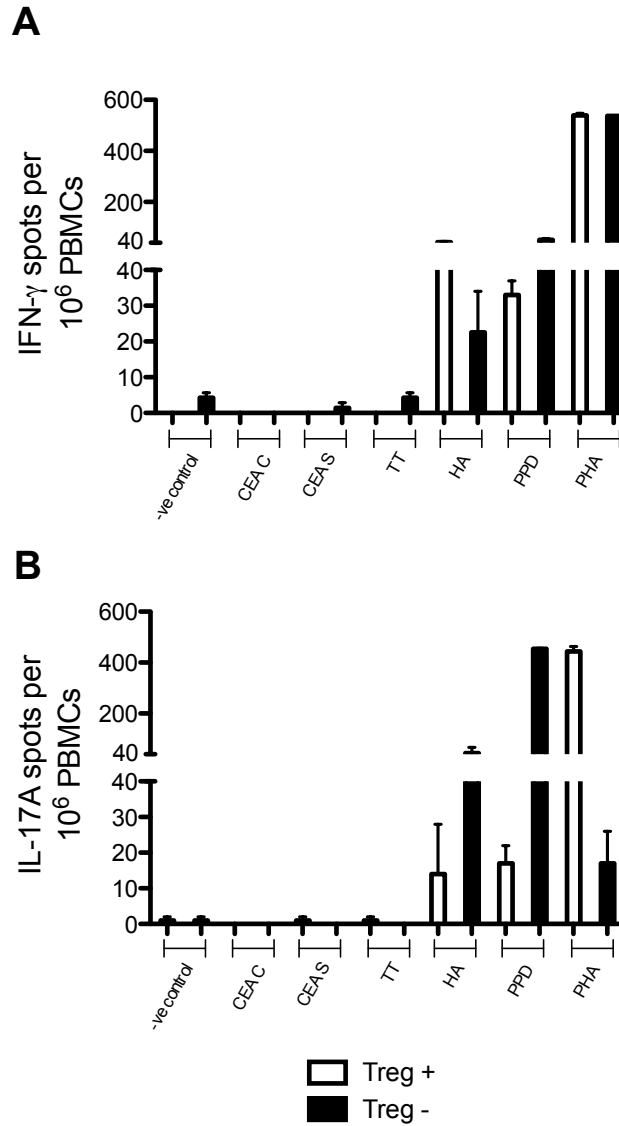 A
IFN-γ spots per
10⁶ PBMCs
600
400
200
40
40
30
20
10
0
-ve control
CEA C
CEA S
TT
HA
PPD
PHA
B
IL-17A spots per
10⁶ PBMCs
600
400
200
40
40
30
20
10
0
-ve control
CEA C
CEA S
TT
HA
PPD
PHA
Treg +
Treg -